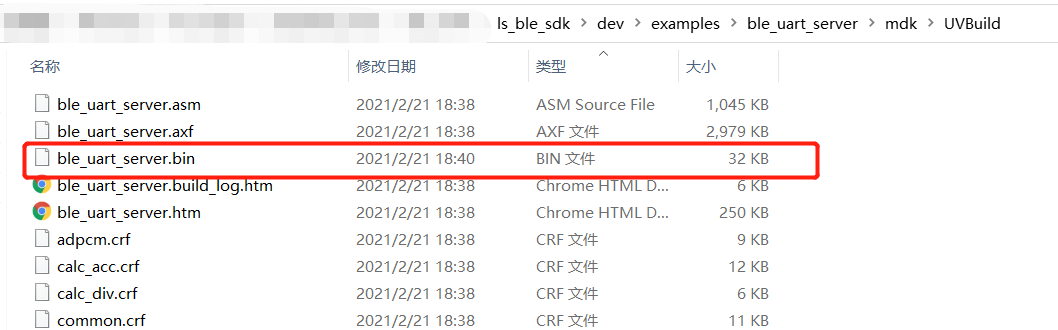 ls_ble_sdk > dev > examples > ble_uart_server > mdk > UVBuild
名称 修改日期 类型 大小
ble_uart_server.asm 2021/2/21 18:38 ASM Source File 1,045 KB
ble_uart_server.axf 2021/2/21 18:38 AXF 文件 2,979 KB
ble_uart_server.bin 2021/2/21 18:40 BIN 文件 32 KB
ble_uart_server.build_log.htm 2021/2/21 18:38 Chrome HTML D... 6 KB
ble_uart_server.htm 2021/2/21 18:38 Chrome HTML D... 250 KB
adpcm.crf 2021/2/21 18:38 CRF 文件 9 KB
calc_acc.crf 2021/2/21 18:38 CRF 文件 12 KB
calc_div.crf 2021/2/21 18:38 CRF 文件 6 KB
common.crf 2021/2/21 18:38 CRF 文件 11 KB